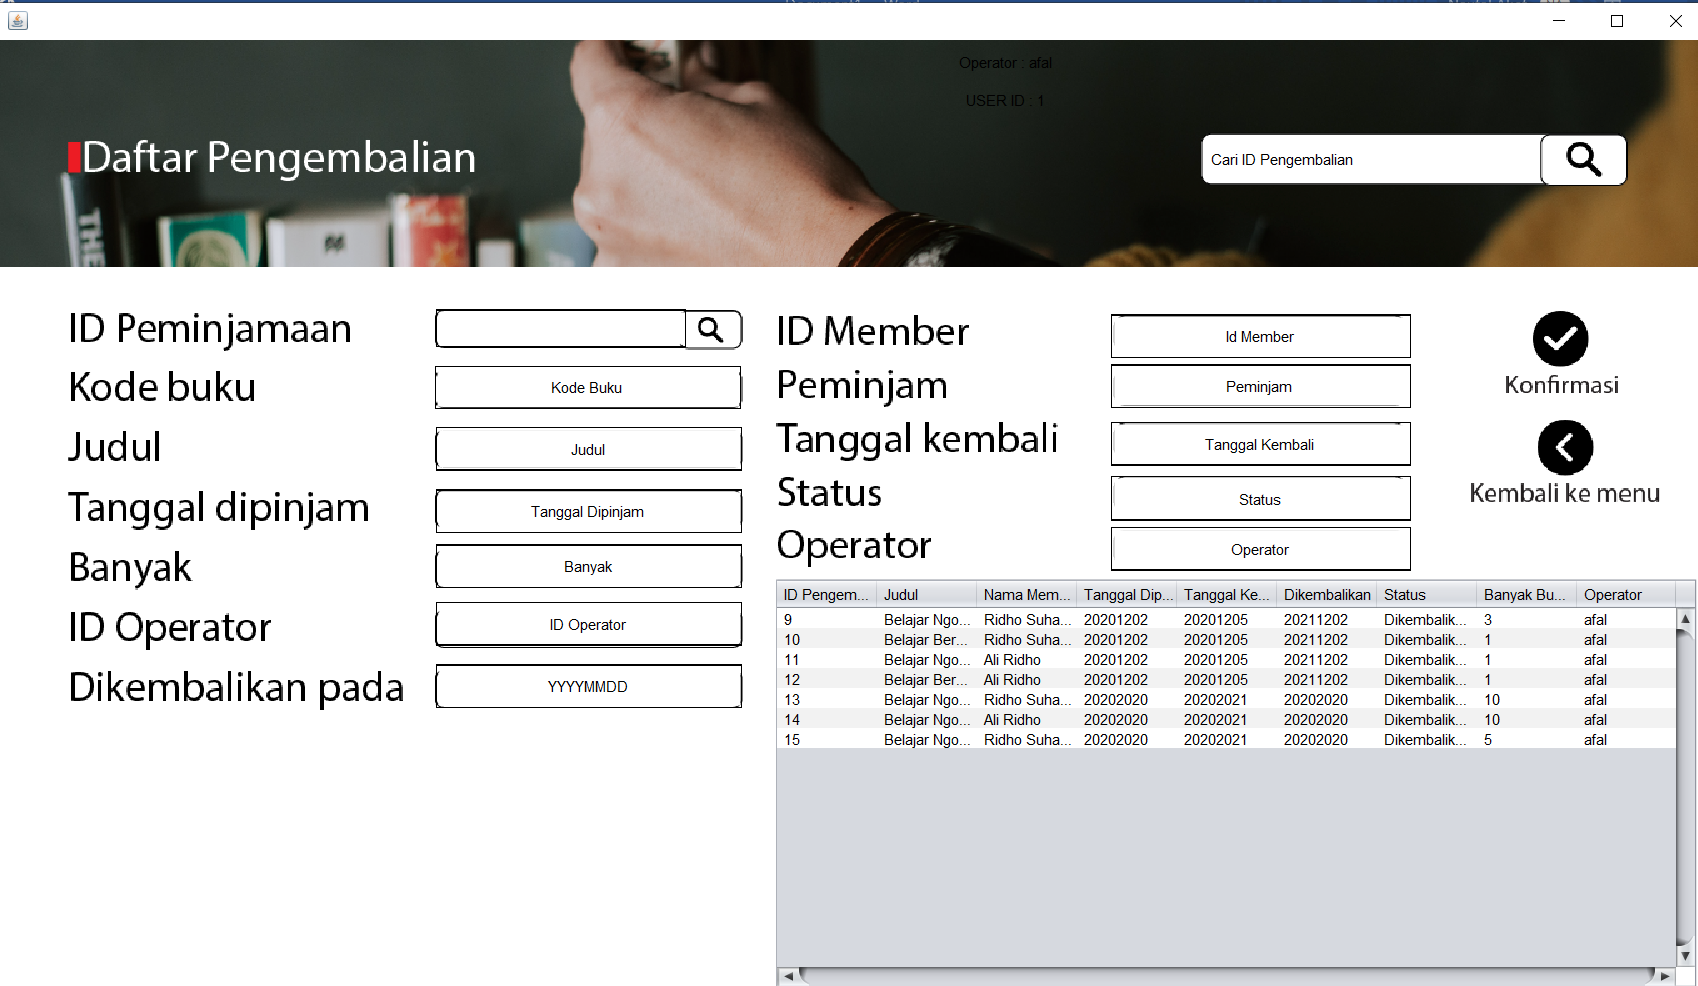 Operator : afal
USER ID : 1
Daftar Pengembalian
Cari ID Pengembalian
THE
ID Peminjamaan
Kode buku
Kode Buku
Judul
Judul
Tanggal dipinjam
Tanggal Dipinjam
Banyak
Banyak
ID Operator
ID Operator
Dikembalikan pada
YYYYMMDD
ID Member
Id Member
Peminjam
Peminjam
Tanggal kembali
Tanggal Kembali
Status
Status
Operator
Operator
Konfirmasi
Kembali ke menu
ID Pengem... Judul Nama Mem... Tanggal Dip... Tanggal Ke... Dikembalikan Status Banyak Bu... Operator
9 Belajar Ngo... Ridho Suha... 20201202 20201205 20211202 Dikembalik... 3 afal
10 Belajar Ber... Ridho Suha... 20201202 20201205 20211202 Dikembalik... 1 afal
11 Belajar Ngo... Ali Ridho 20201202 20201205 20211202 Dikembalik... 1 afal
12 Belajar Ber... Ali Ridho 20201202 20201205 20211202 Dikembalik... 1 afal
13 Belajar Ngo... Ridho Suha... 20202020 20202021 20202020 Dikembalik... 10 afal
14 Belajar Ngo... Ali Ridho 20202020 20202021 20202020 Dikembalik... 10 afal
15 Belajar Ngo... Ridho Suha... 20202020 20202021 20202020 Dikembalik... 5 afal